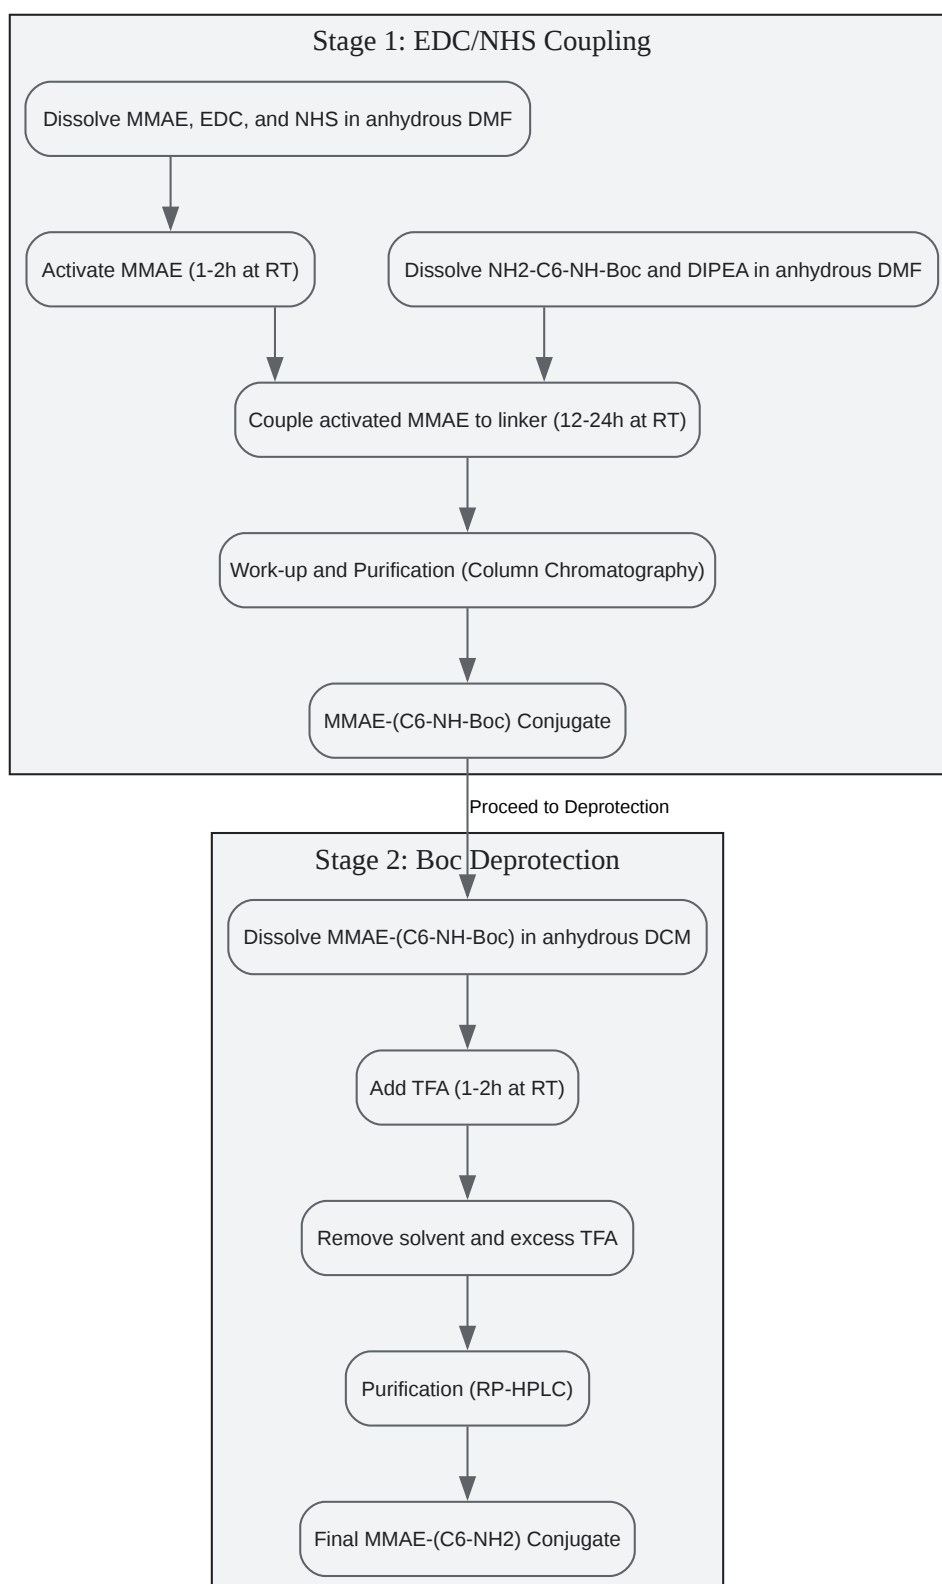 Stage 1: EDC/NHS Coupling
Dissolve MMAE, EDC, and NHS in anhydrous DMF
Activate MMAE (1-2h at RT)
Dissolve NH2-C6-NH-Boc and DIPEA in anhydrous DMF
Couple activated MMAE to linker (12-24h at RT)
Work-up and Purification (Column Chromatography)
MMAE-(C6-NH-Boc) Conjugate
Proceed to Deprotection
Stage 2: Boc Deprotection
Dissolve MMAE-(C6-NH-Boc) in anhydrous DCM
Add TFA (1-2h at RT)
Remove solvent and excess TFA
Purification (RP-HPLC)
Final MMAE-(C6-NH2) Conjugate